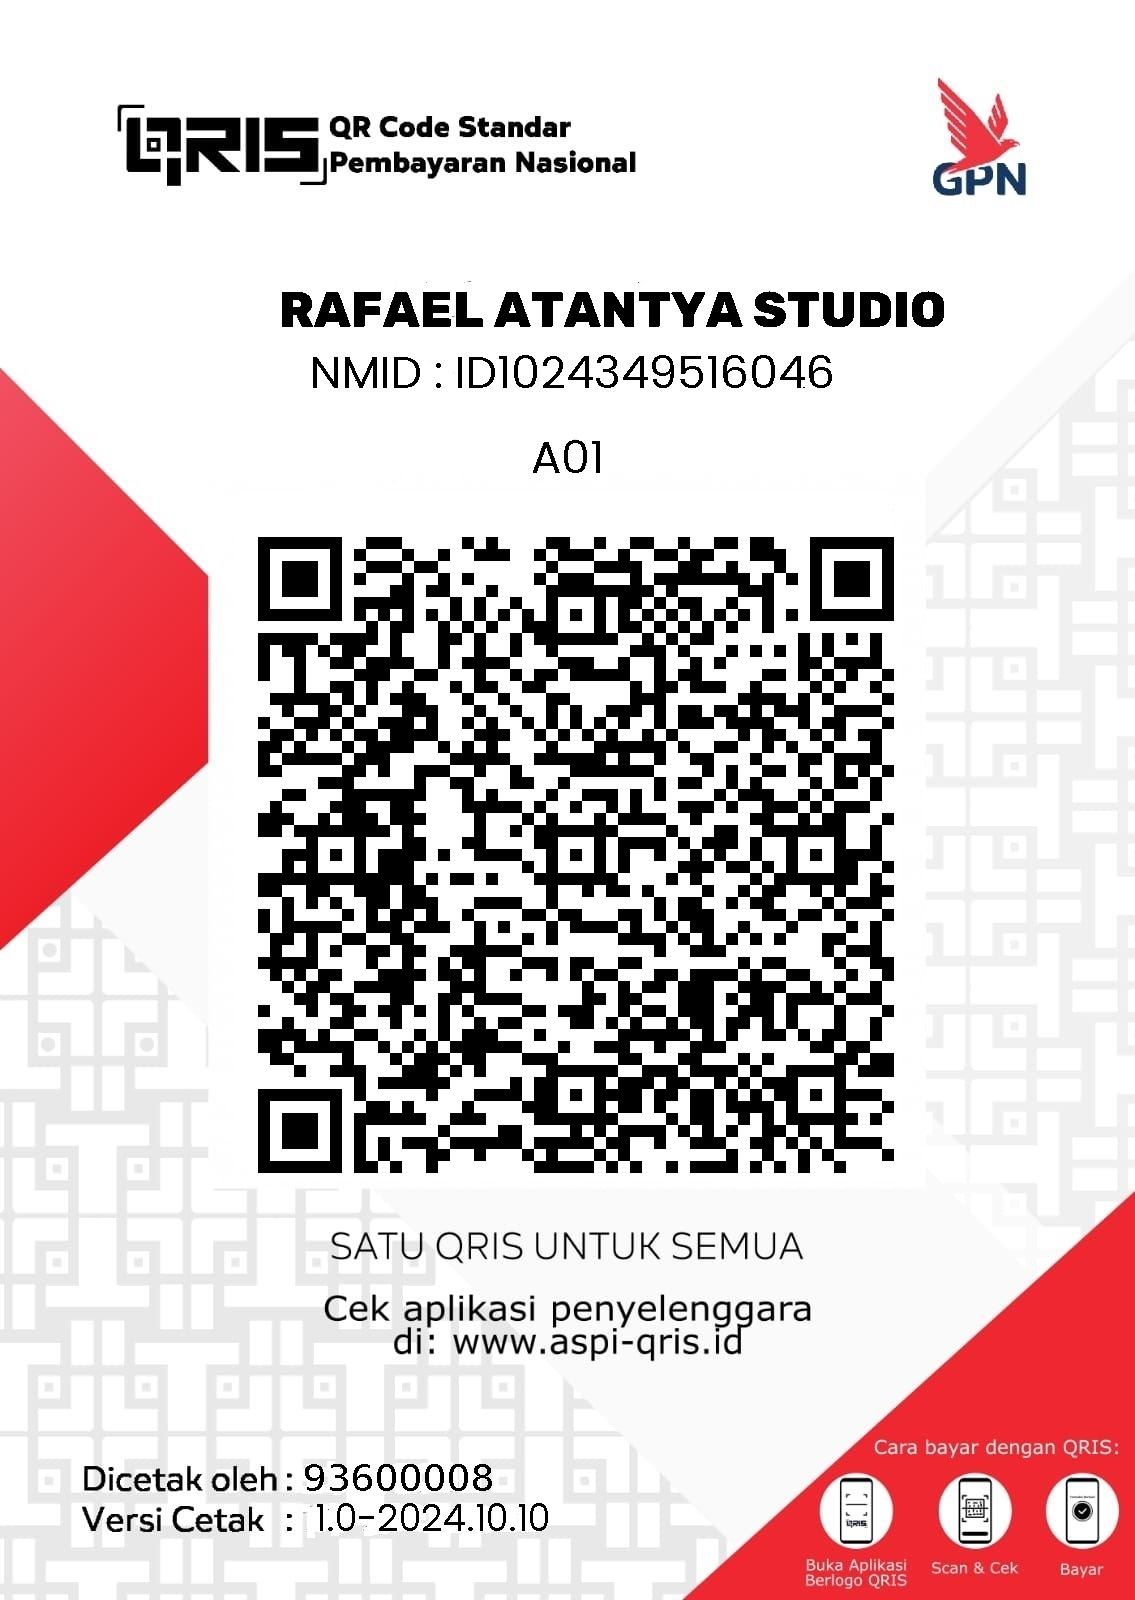 QRIS QR Code Standar
Pembayaran Nasional
GPN
RAFAEL ATANTYA STUDIO
NMID : ID1024349516046
A01
SATU QRIS UNTUK SEMUA
Cek aplikasi penyelenggara
di: www.aspi-qris.id
Dicetak oleh : 93600008
Versi Cetak : 1.0-2024.10.10
Cara bayar dengan QRIS:
Buka Aplikasi
Berlogo QRIS
Scan & Cek
Bayar